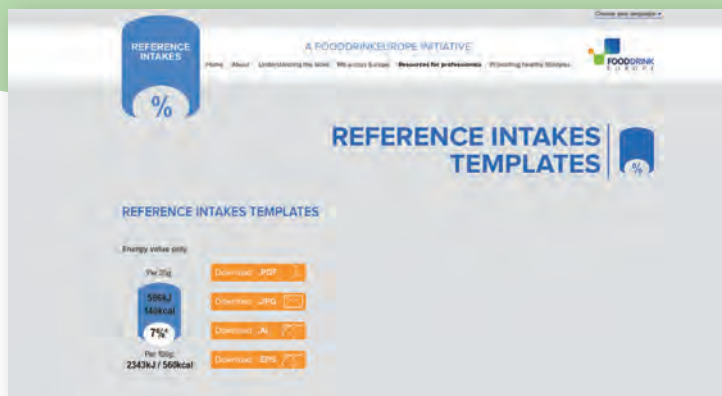 Choose your language
REFERENCE
INTAKES
%
A FOODDRINKEUROPE INITIATIVE
Home About Understanding the label RIs across Europe Resources for professionals Promoting healthy lifestyles
FOODDRINK
EUROPE
REFERENCE INTAKES
TEMPLATES
%
REFERENCE INTAKES TEMPLATES
Energy value only
Per 25g
586kJ
140kcal
7%*
Per 100g:
2343kJ / 560kcal
Download .PDF
Download .JPG
Download .AI
Download .EPS